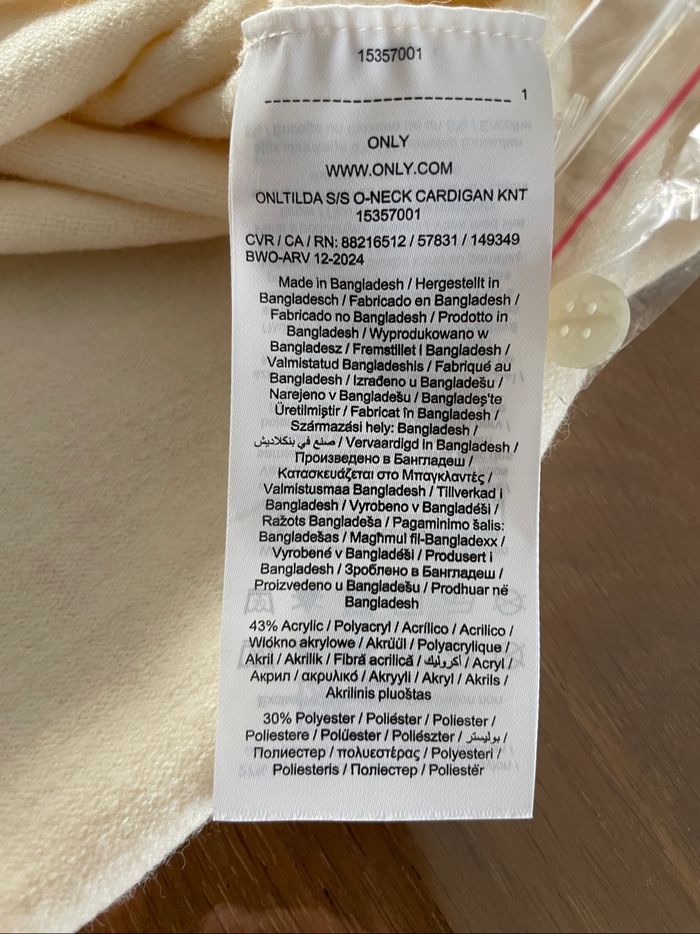 15357001
1
ONLY
WWW.ONLY.COM
ONLTILDA S/S O-NECK CARDIGAN KNT
15357001
CVR / CA / RN: 88216512 / 57831 / 149349
BWO-ARV 12-2024
Made in Bangladesh / Hergestellt in
Bangladesch / Fabricado en Bangladesh /
Fabricado no Bangladesh / Prodotto in
Bangladesh / Wyprodukowano w
Bangladesz / Fremstillet i Bangladesh /
Valmistatud Bangladeshis / Fabriqué au
Bangladesh / Izrađeno u Bangladešu /
Narejeno v Bangladešu / Bangladeş'te
Üretilmiştir / Fabricat în Bangladesh /
Származási hely: Bangladesh /
صنع في بنكلاديش / Vervaardigd in Bangladesh /
Произведено в Бангладеш /
Κατασκευάζεται στο Μπαγκλαντές /
Valmistusmaa Bangladesh / Tillverkad i
Bangladesh / Vyrobeno v Bangladéši /
Ražots Bangladeša / Pagaminimo šalis:
Bangladešas / Magħmul fil-Bangladexx /
Vyrobené v Bangladéši / Produsert i
Bangladesh / Зроблено в Бангладеш /
Proizvedeno u Bangladešu / Prodhuar në
Bangladesh
43% Acrylic / Polyacryl / Acrílico / Acrilico /
Włókno akrylowe / Akrüül / Polyacrylique /
Akril / Akrilik / Fibră acrilică / أكروليك / Acryl /
Акрил / ακρυλικό / Akryyli / Akryl / Akrils /
Akrilinis pluoštas
30% Polyester / Poliéster / Poliester /
Poliestere / Polüester / Poliészter / بوليستر /
Полиестер / πολυεστέρας / Polyesteri /
Poliesteris / Поліестер / Poliestër